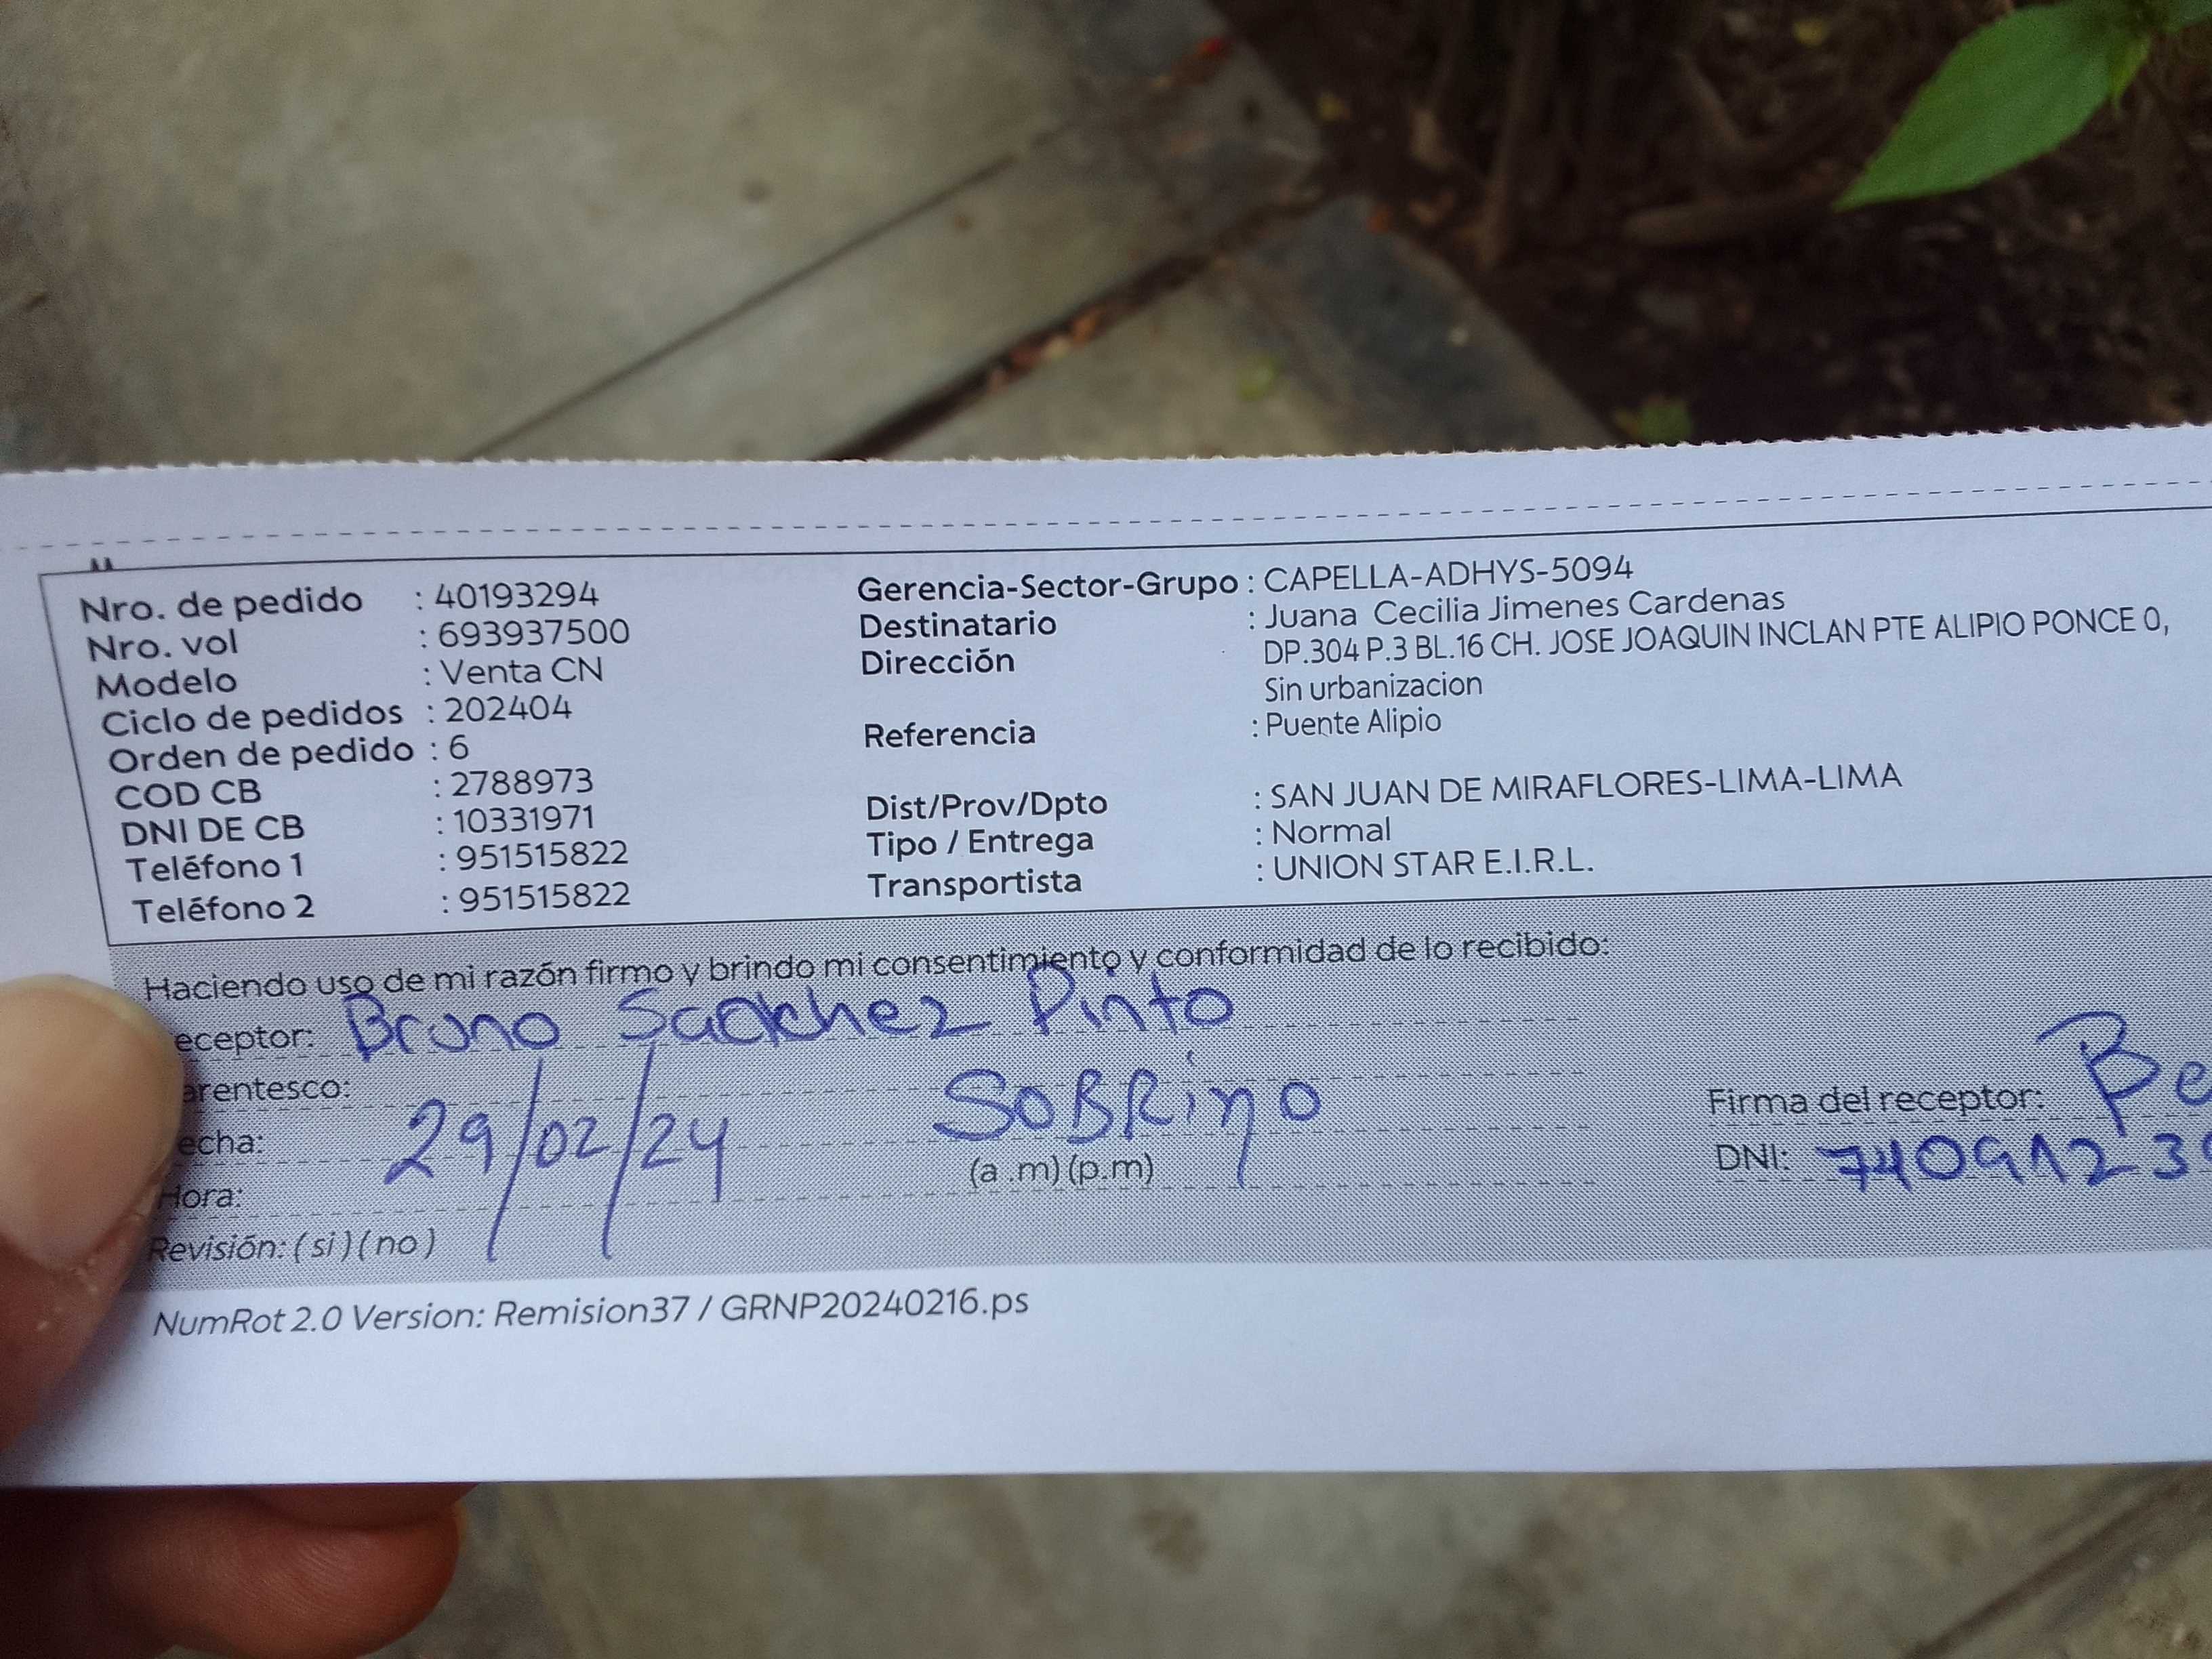 Nro. de pedido : 40193294
Nro. vol : 693937500
Modelo : Venta CN
Ciclo de pedidos : 202404
Orden de pedido : 6
COD CB : 2788973
DNI DE CB : 10331971
Teléfono 1 : 951515822
Teléfono 2 : 951515822
Gerencia-Sector-Grupo : CAPELLA-ADHYS-5094
Destinatario : Juana Cecilia Jimenes Cardenas
Dirección : DP.304 P.3 BL.16 CH. JOSE JOAQUIN INCLAN PTE ALIPIO PONCE 0,
Sin urbanizacion
Referencia : Puente Alipio
Dist/Prov/Dpto : SAN JUAN DE MIRAFLORES-LIMA-LIMA
Tipo / Entrega : Normal
Transportista : UNION STAR E.I.R.L.
Haciendo uso de mi razón firmo y brindo mi consentimiento y conformidad de lo recibido:
eceptor: Bruno Sanchez Pinto
arentesco: SOBRino
echa: 29/02/24
Hora: (a .m) (p.m)
Revisión: ( si ) ( no )
Firma del receptor:
DNI:
NumRot 2.0 Version: Remision37 / GRNP20240216.ps